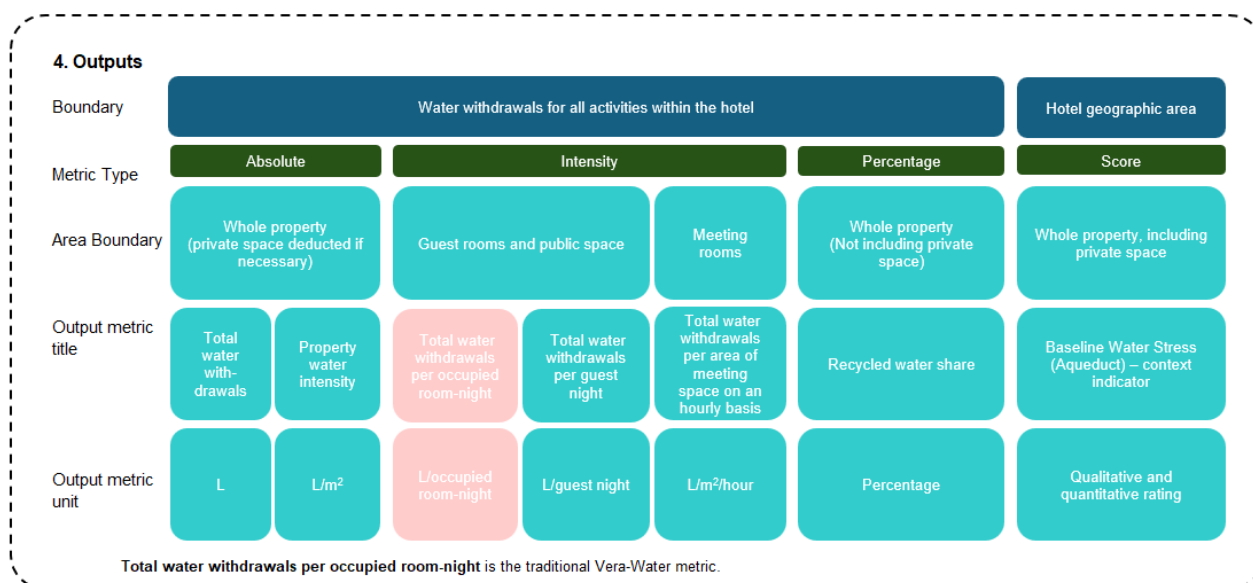 4. Outputs
Boundary
Water withdrawals for all activities within the hotel
Hotel geographic area
Metric Type
Absolute
Intensity
Percentage
Score
Area Boundary
Whole property
(private space deducted if
necessary)
Guest rooms and public space
Meeting
rooms
Whole property
(Not including private
space)
Whole property, including
private space
Output metric
title
Total
water
with-
drawals
Property
water
intensity
Total water
withdrawals
per occupied
room-night
Total water
withdrawals
per guest
night
Total water
withdrawals
per area of
meeting
space on an
hourly basis
Recycled water share
Baseline Water Stress
(Aqueduct) – context
indicator
Output metric
unit
L
L/m²
L/occupied
room-night
L/guest night
L/m²/hour
Percentage
Qualitative and
quantitative rating
Total water withdrawals per occupied room-night is the traditional Vera-Water metric.